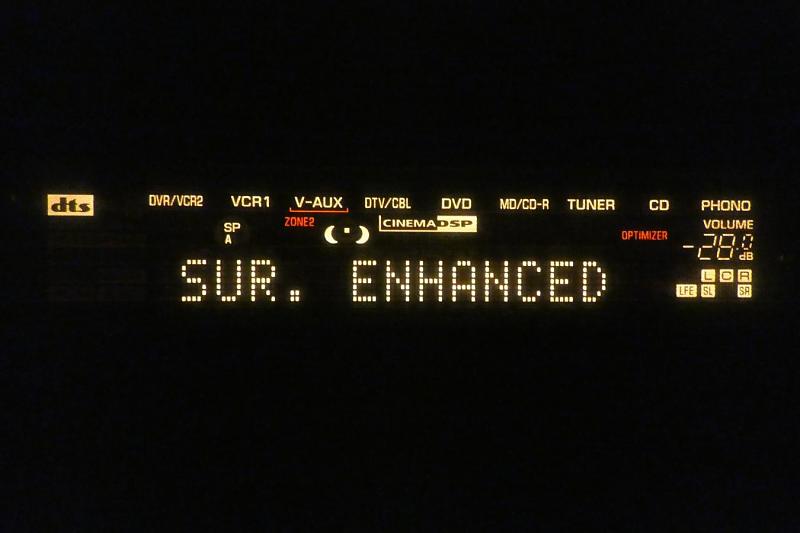 dts DVR/VCR2 VCR1 V-AUX DTV/CBL DVD MD/CD-R TUNER CD PHONO
ZONE2 CINEMA DSP VOLUME
SP A OPTIMIZER -28.0 dB
SUR. ENHANCED
L C R
LFE SL SR